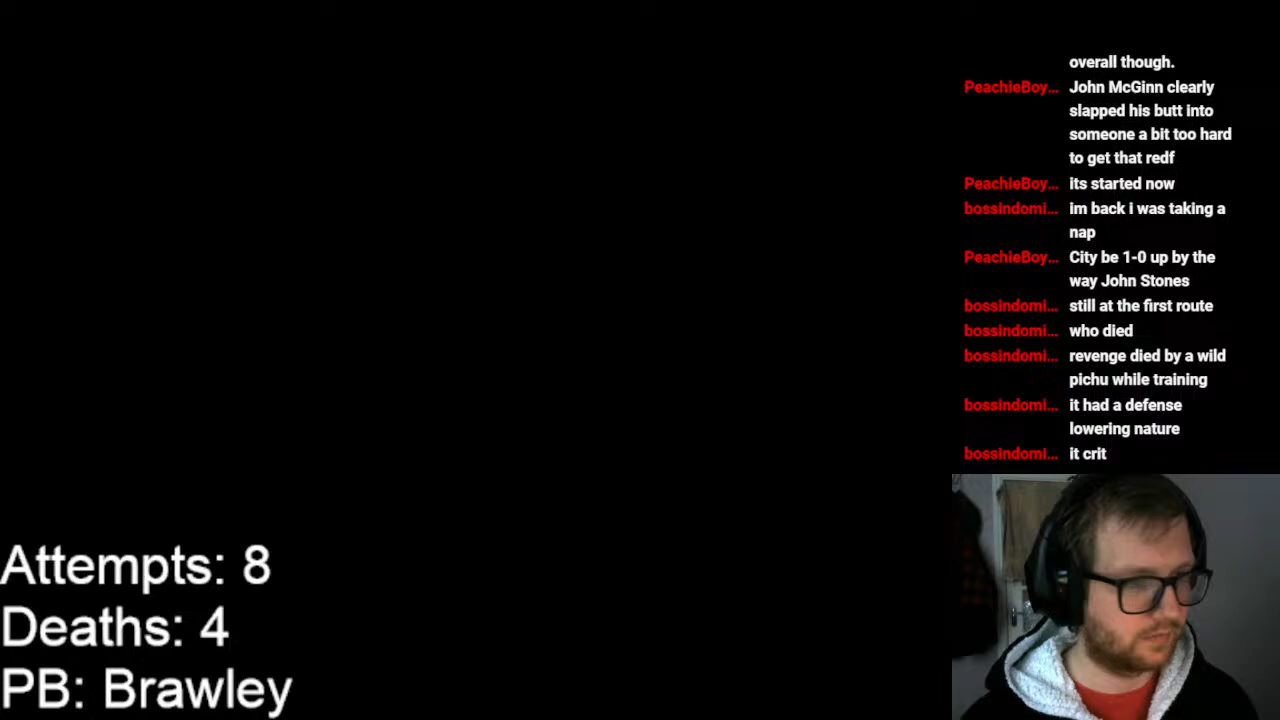 overall though.
PeachieBoy... John McGinn clearly
slapped his butt into
someone a bit too hard
to get that redf
PeachieBoy... its started now
bossindomi... im back i was taking a
nap
PeachieBoy... City be 1-0 up by the
way John Stones
bossindomi... still at the first route
bossindomi... who died
bossindomi... revenge died by a wild
pichu while training
bossindomi... it had a defense
lowering nature
bossindomi... it crit
Attempts: 8
Deaths: 4
PB: Brawley